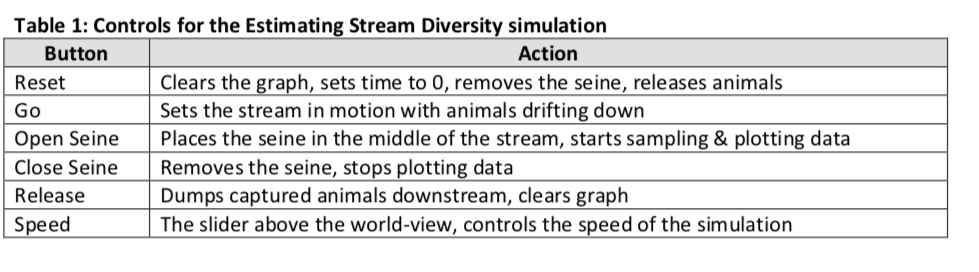 Table 1: Controls for the Estimating Stream Diversity simulation
Button Action
Reset Clears the graph, sets time to 0, removes the seine, releases animals
Go Sets the stream in motion with animals drifting down
Open Seine Places the seine in the middle of the stream, starts sampling & plotting data
Close Seine Removes the seine, stops plotting data
Release Dumps captured animals downstream, clears graph
Speed The slider above the world-view, controls the speed of the simulation